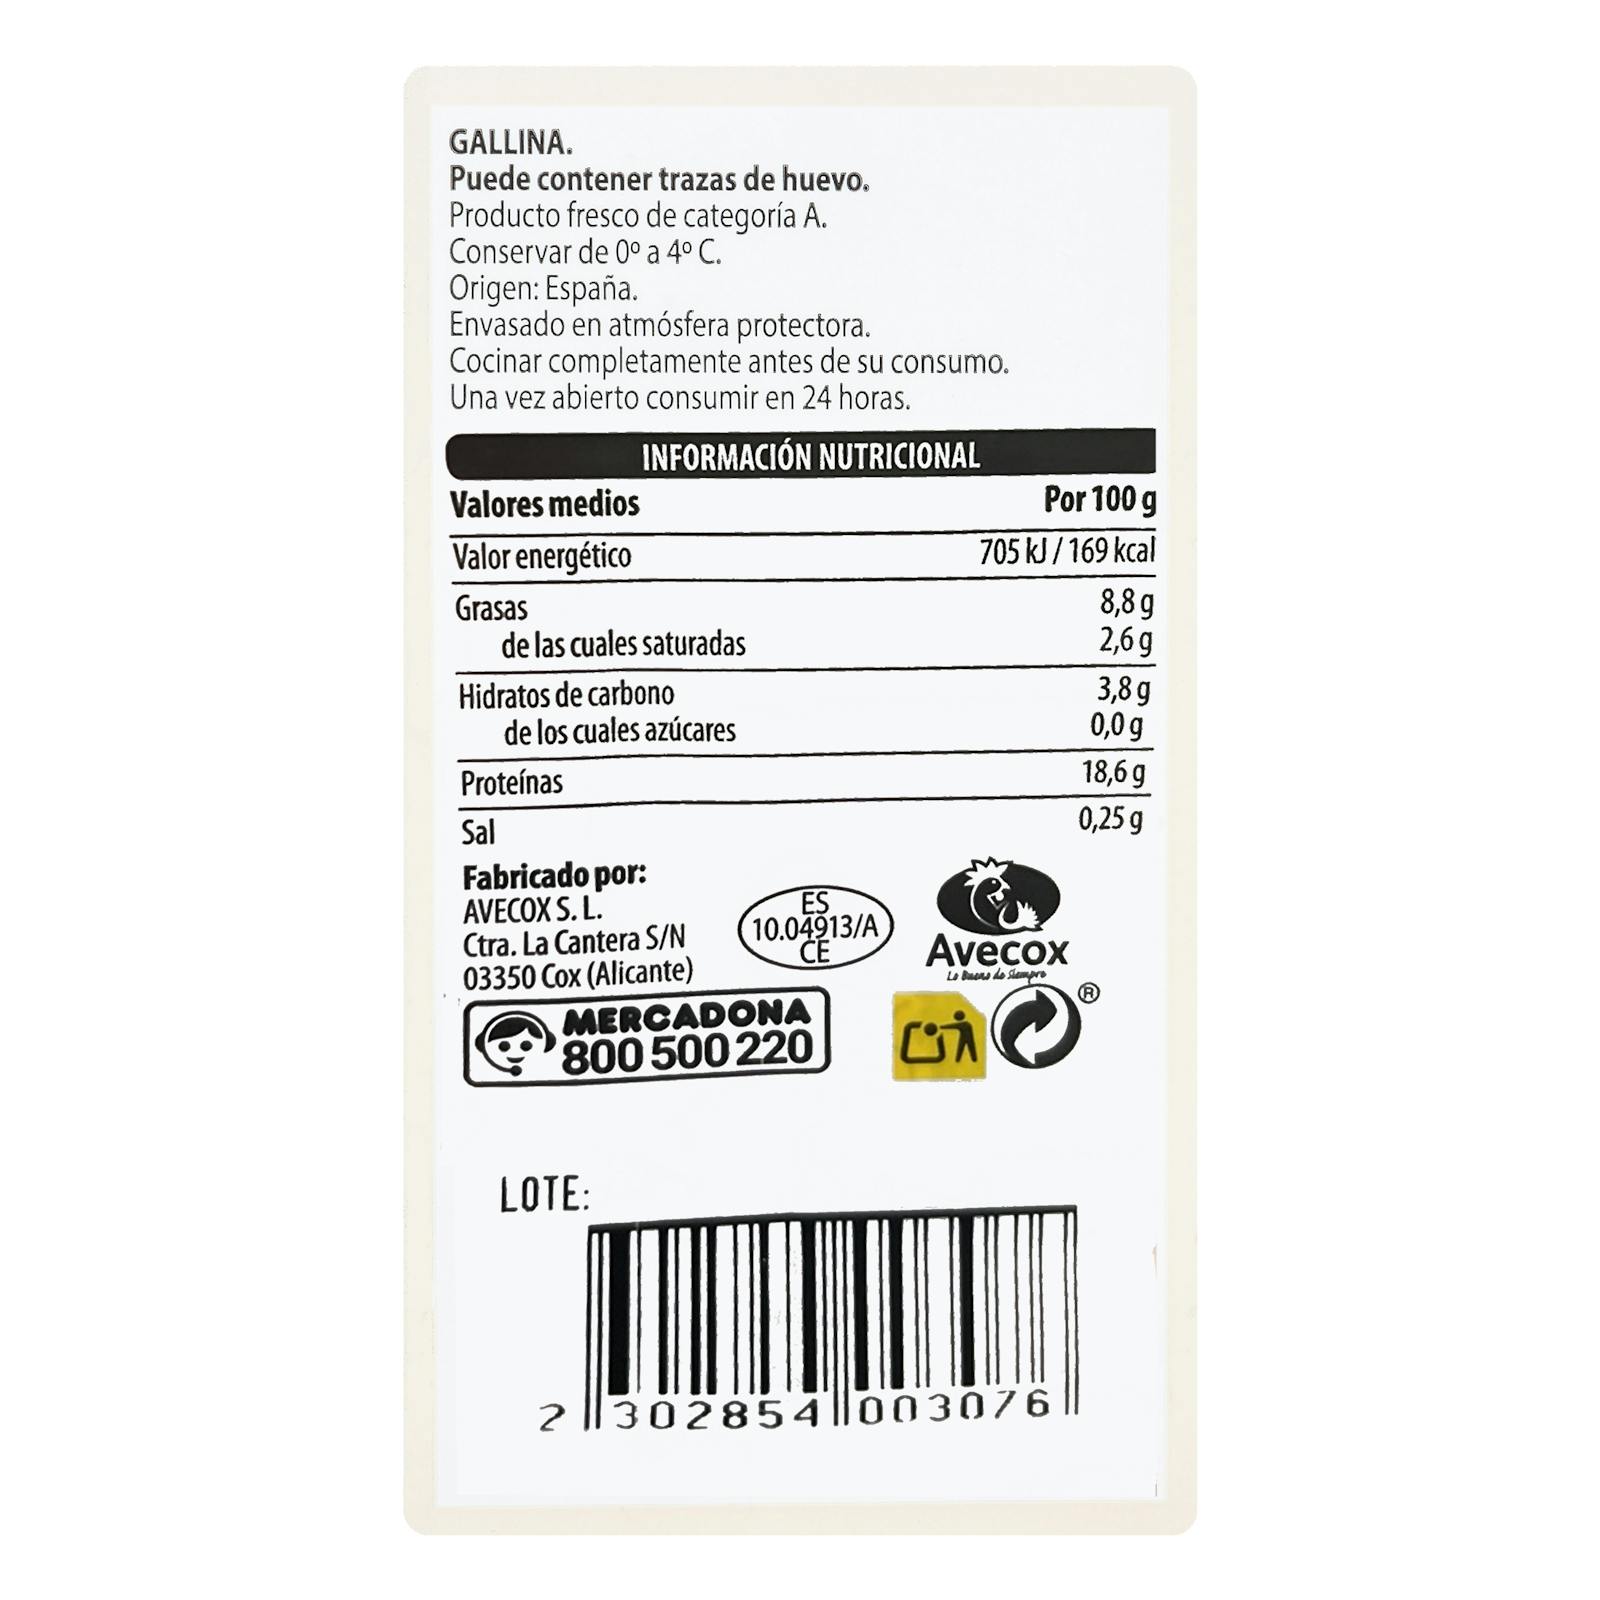 GALLINA.
Puede contener trazas de huevo.
Producto fresco de categoría A.
Conservar de 0º a 4º C.
Origen: España.
Envasado en atmósfera protectora.
Cocinar completamente antes de su consumo.
Una vez abierto consumir en 24 horas.
INFORMACIÓN NUTRICIONAL
Valores medios Por 100 g
Valor energético 705 kJ / 169 kcal
Grasas 8,8 g
de las cuales saturadas 2,6 g
Hidratos de carbono 3,8 g
de los cuales azúcares 0,0 g
Proteínas 18,6 g
Sal 0,25 g
Fabricado por:
AVECOX S. L.
Ctra. La Cantera S/N
03350 Cox (Alicante)
ES
10.04913/A
CE
Avecox
Lo Bueno de Siempre
®
MERCADONA
800 500 220
LOTE:
2 302854 003076